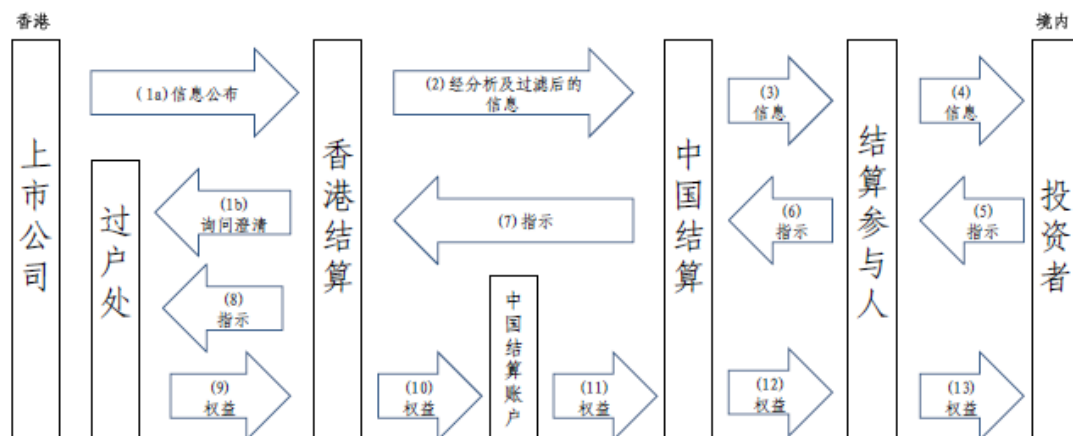 香港
境内
(1a)信息公布
(2)经分析及过滤后的
信息
(3)
信息
(4)
信息
上市公司
过户处
香港结算
中国结算
结算参与人
投资者
(1b)
询问澄清
(7)指示
(6)
指示
(5)
指示
(8)
指示
中国结算账户
(9)
权益
(10)
权益
(11)
权益
(12)
权益
(13)
权益